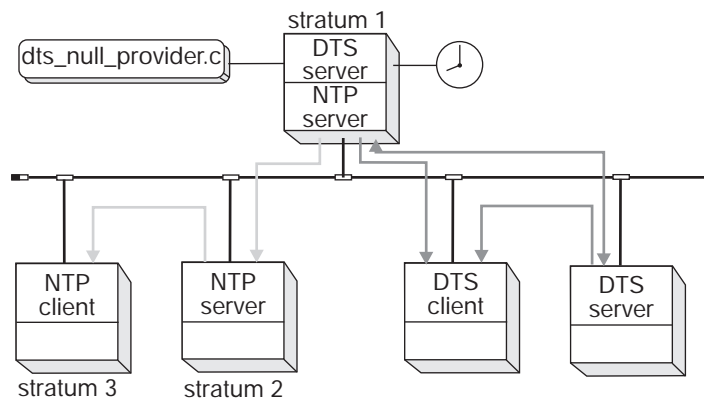 stratum 1
dts_null_provider.c
DTS
server
NTP
server
NTP
client
NTP
server
DTS
client
DTS
server
stratum 3
stratum 2